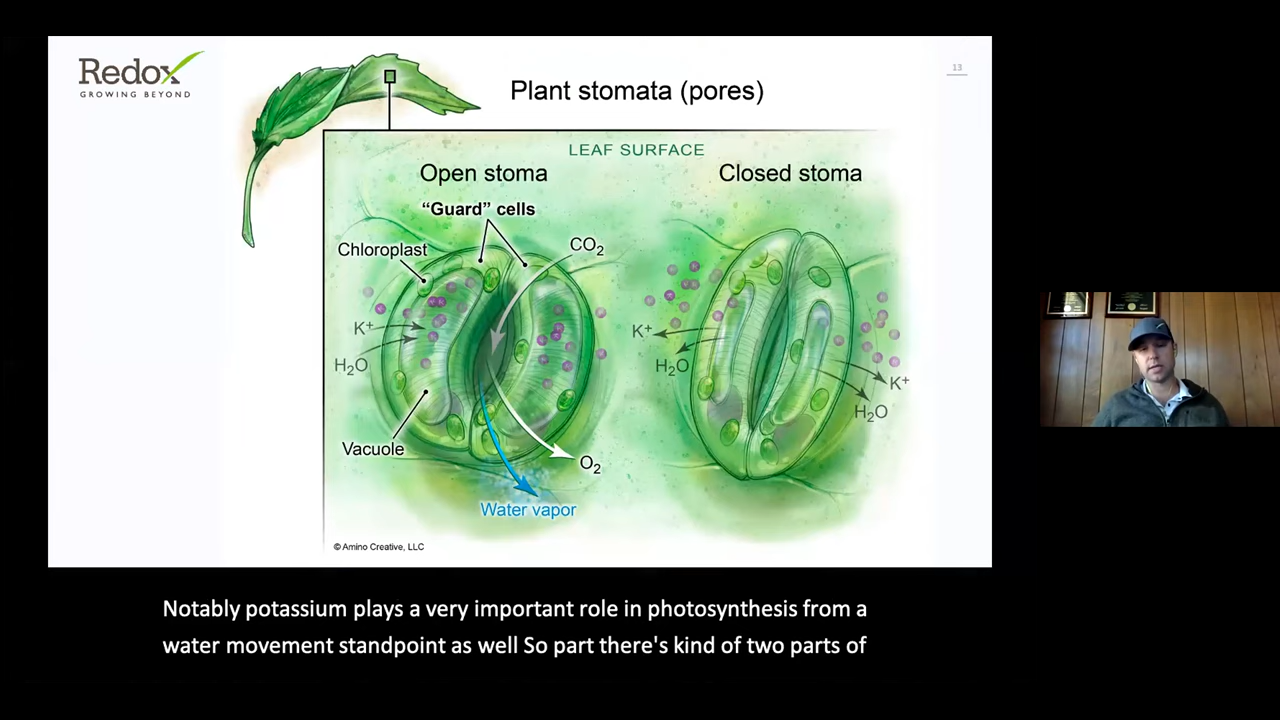 Redox
GROWING BEYOND
13
Plant stomata (pores)
LEAF SURFACE
Open stoma
Closed stoma
“Guard” cells
Chloroplast
CO₂
K⁺
H₂O
Vacuole
O₂
Water vapor
K⁺
H₂O
K⁺
H₂O
© Amino Creative, LLC
Notably potassium plays a very important role in photosynthesis from a
water movement standpoint as well So part there's kind of two parts of